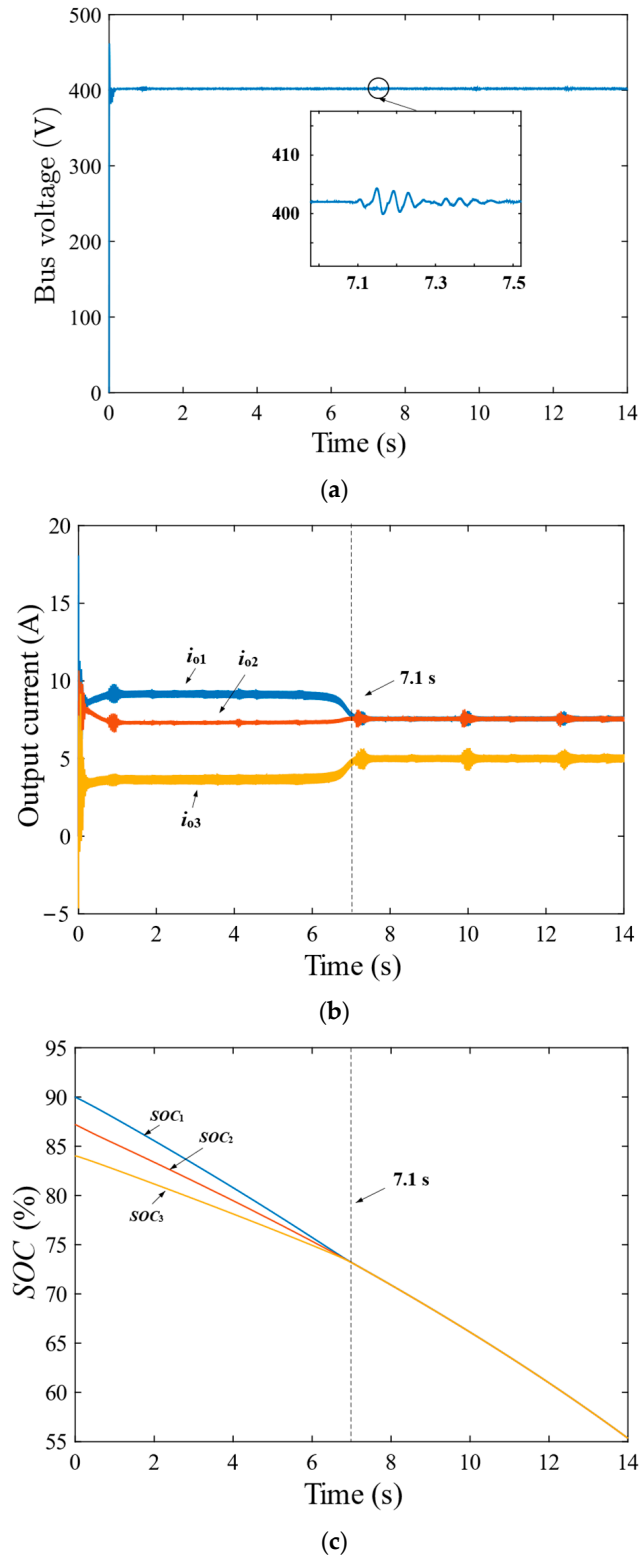 500
400
300
200
100
0
Bus voltage (V)
410
400
7.1 7.3 7.5
0 2 4 6 8 10 12 14
Time (s)
(a)
20
15
10
5
0
−5
Output current (A)
io1
io2
io3
7.1 s
0 2 4 6 8 10 12 14
Time (s)
(b)
95
90
85
80
75
70
65
60
55
SOC (%)
SOC1
SOC2
SOC3
7.1 s
0 2 4 6 8 10 12 14
Time (s)
(c)